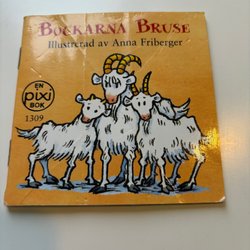 BOCKARNA BRUSE
Illustrerad av Anna Friberger
EN
pixi
BOK
1309